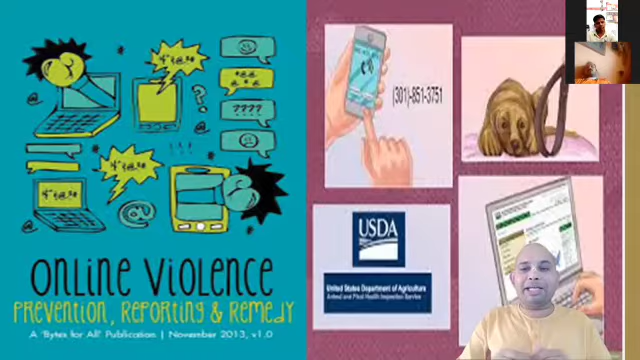 ONLINE VIOLENCE
PREVENTION, REPORTING & REMEDY
A 'Bytes for All' Publication | November 2013, v1.0
(301)-851-3751
USDA
United States Department of Agriculture
Animal and Plant Health Inspection Service
????